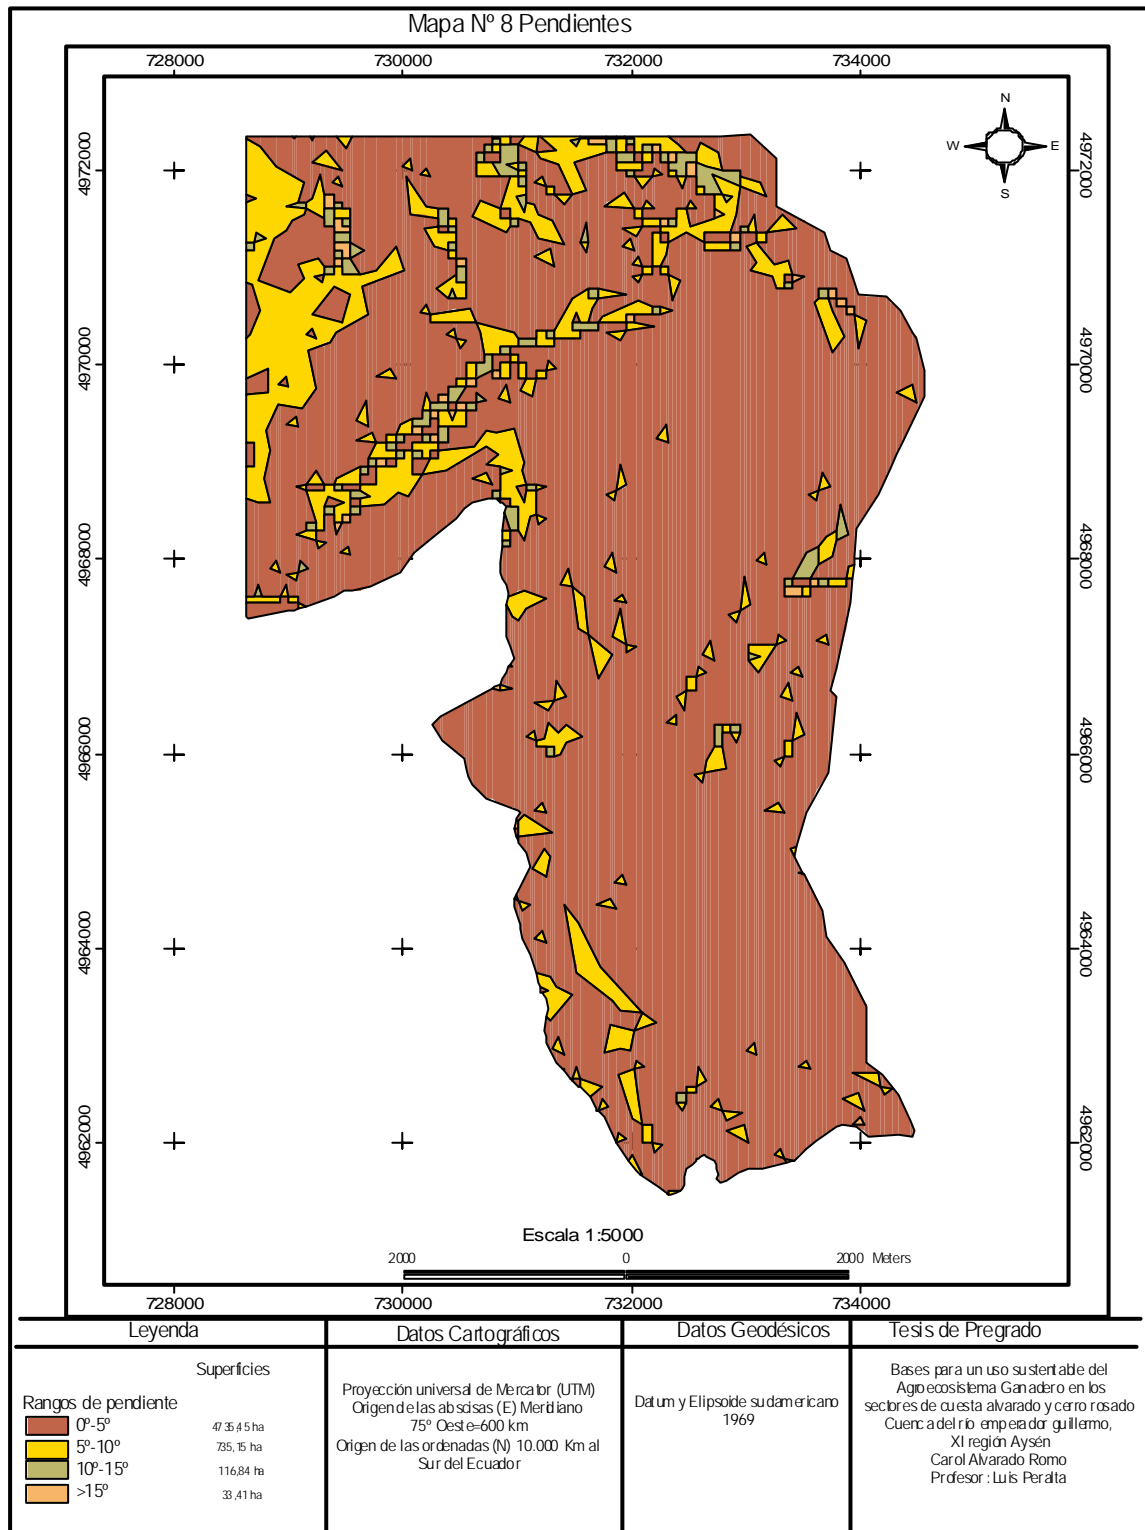 Mapa Nº 8 Pendientes
728000 730000 732000 734000
N
W E
S
4972000 4972000
4970000 4970000
4968000 4968000
4966000 4966000
4964000 4964000
4962000 4962000
Escala 1:5000
2000 0 2000 Meters
728000 730000 732000 734000
Leyenda
Superficies
Rangos de pendiente
0º-5º 4735,45 ha
5º-10º 735,15 ha
10º-15º 116,84 ha
>15º 33,41 ha
Datos Cartográficos
Proyección universal de Mercator (UTM)
Origen de las abscisas (E) Meridiano
75º Oeste=600 km
Origen de las ordenadas (N) 10.000 Km al
Sur del Ecuador
Datos Geodésicos
Datum y Elipsoide sudamericano
1969
Tesis de Pregrado
Bases para un uso sustentable del
Agroecosistema Ganadero en los
sectores de cuesta alvarado y cerro rosado
Cuenca del río emperador guillermo,
XI región Aysén
Carol Alvarado Romo
Profesor : Luis Peralta